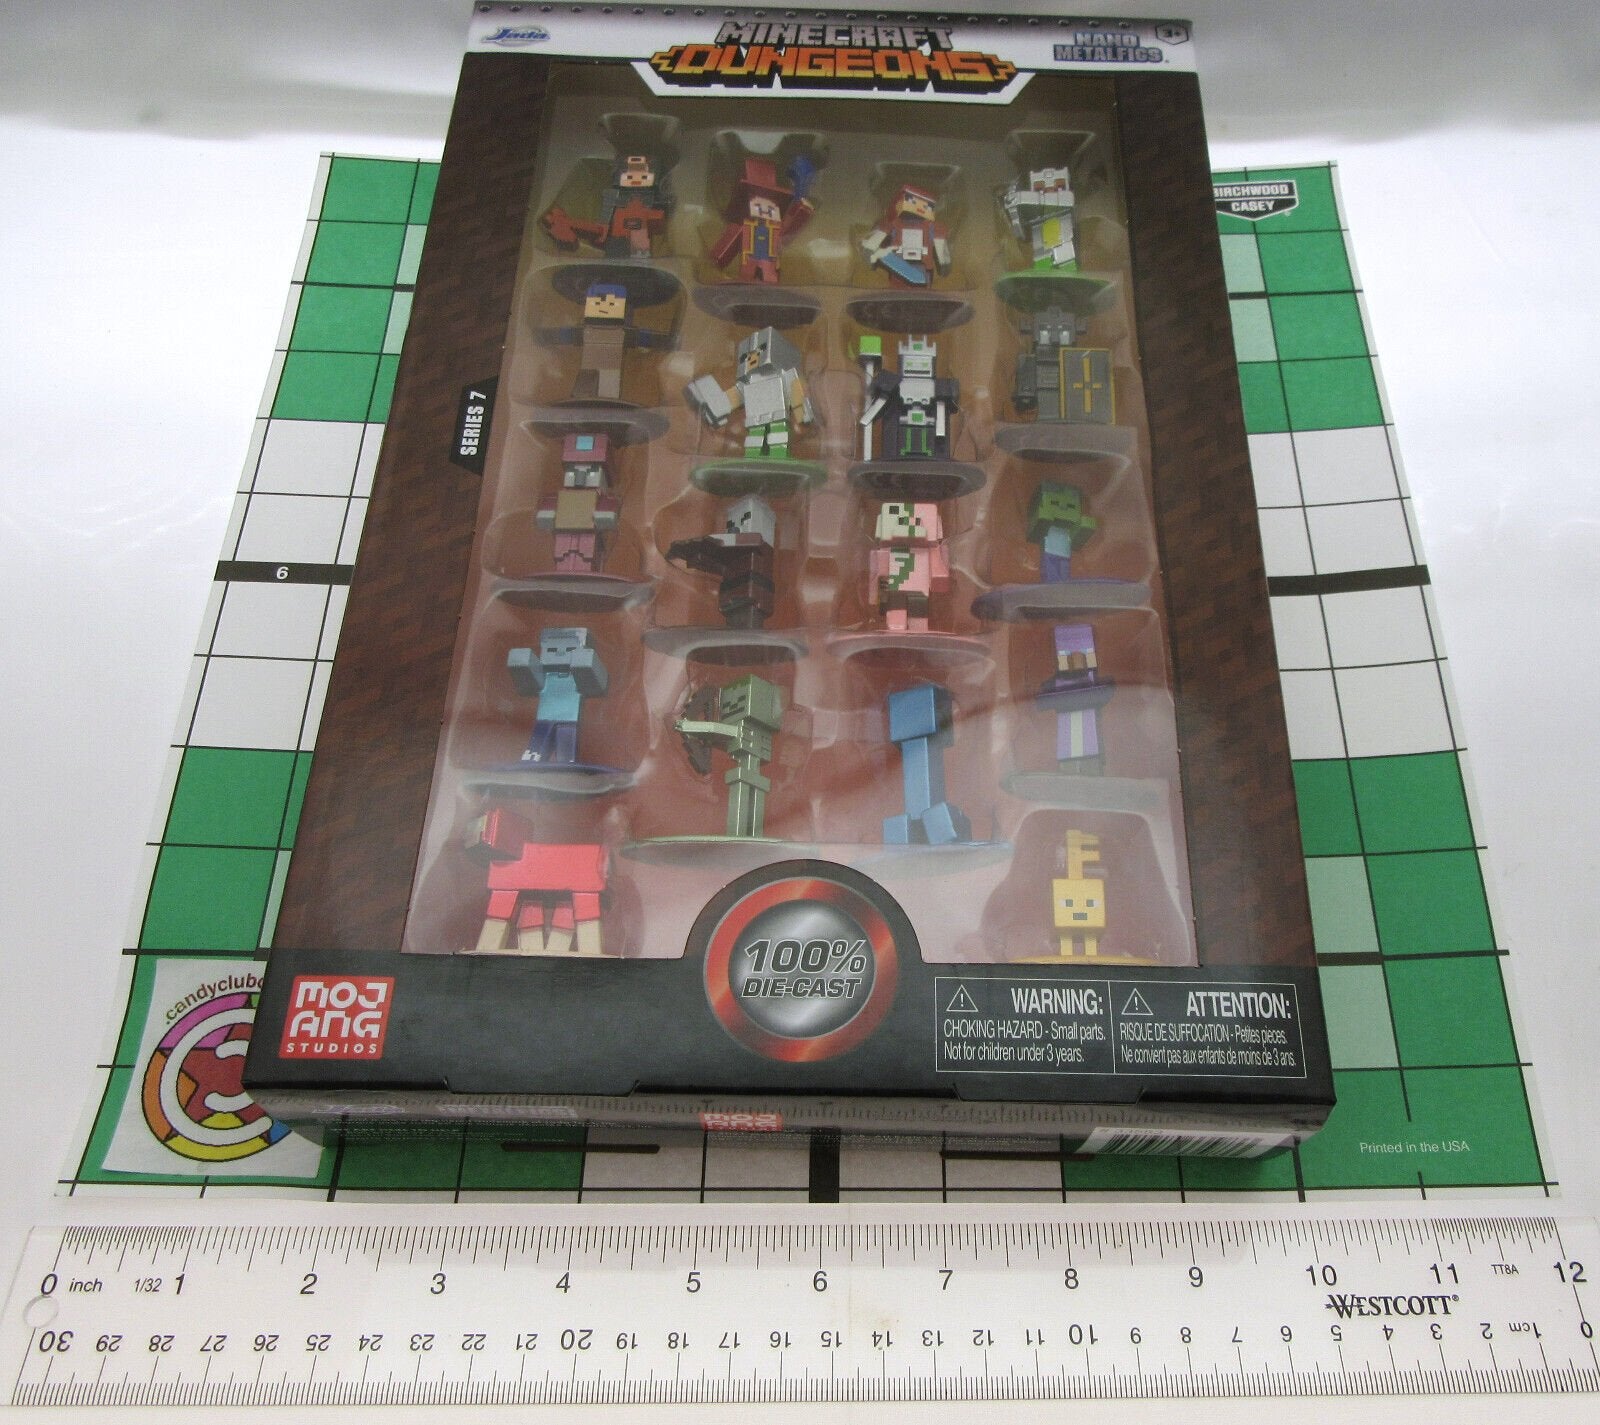 Jada
MINECRAFT
DUNGEONS
NANO
METALFIGS
3+
BIRCHWOOD
CASEY
SERIES 7
6
.candyclub
100%
DIE-CAST
MOJ
ANG
STUDIOS
WARNING:
CHOKING HAZARD - Small parts.
Not for children under 3 years.
ATTENTION:
RISQUE DE SUFFOCATION - Petites pièces.
Ne convient pas aux enfants de moins de 3 ans.
MOJ
ANG
Printed in the USA
0 inch 1/32 1 2 3 4 5 6 7 8 9 10 11 TT8A 12
WESTCOTT®
30 29 28 27 26 25 24 23 22 21 20 19 18 17 16 15 14 13 12 11 10 9 8 7 6 5 4 3 2 1cm 0